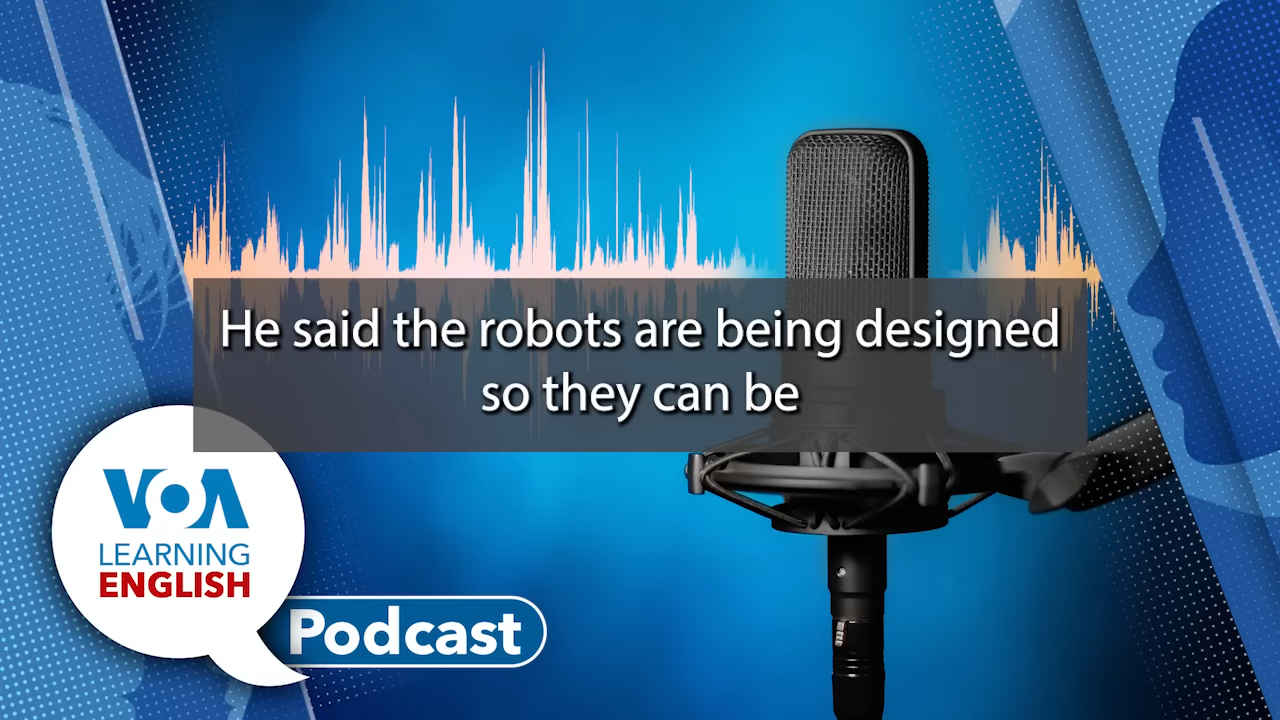 He said the robots are being designed
so they can be
VOA
LEARNING
ENGLISH
Podcast